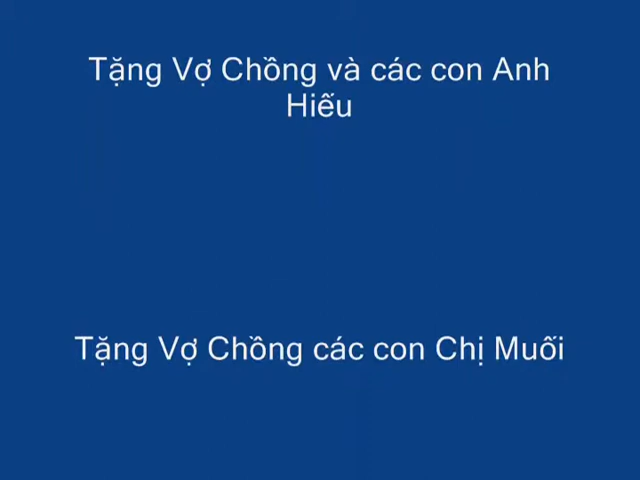 Tặng Vợ Chồng và các con Anh
Hiếu
Tặng Vợ Chồng các con Chị Muối